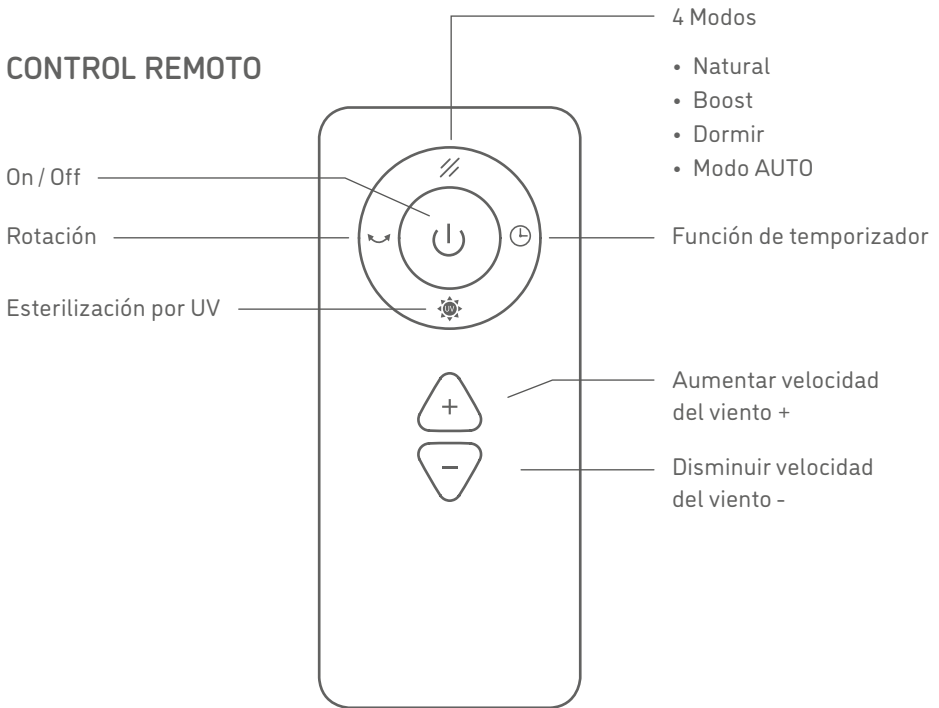 CONTROL REMOTO
4 Modos
• Natural
• Boost
• Dormir
• Modo AUTO
On / Off
Rotación
Esterilización por UV
Función de temporizador
UV
Aumentar velocidad
del viento +
Disminuir velocidad
del viento -
+
-